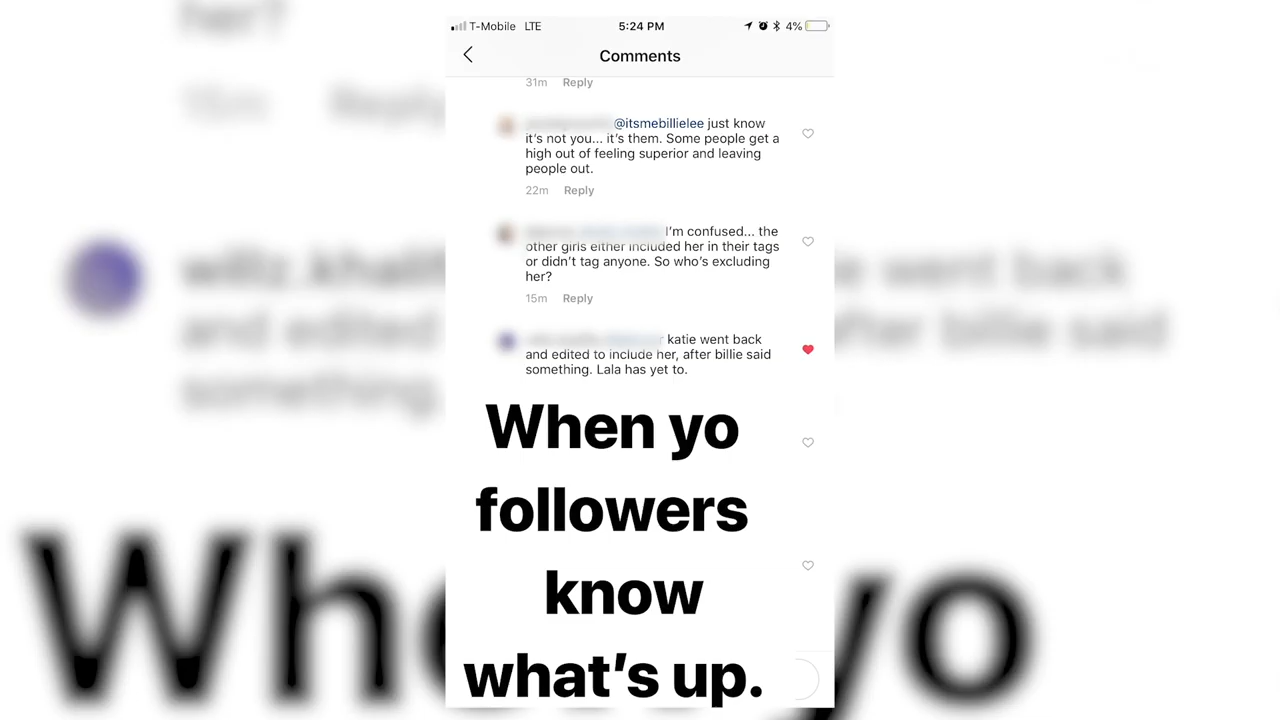 T-Mobile LTE 5:24 PM 4%
Comments
31m Reply
@itsmebillielee just know
it's not you... it's them. Some people get a
high out of feeling superior and leaving
people out.
22m Reply
I'm confused... the
other girls either included her in their tags
or didn't tag anyone. So who's excluding
her?
15m Reply
katie went back
and edited to include her, after billie said
something. Lala has yet to.
When yo
followers
know
what's up.